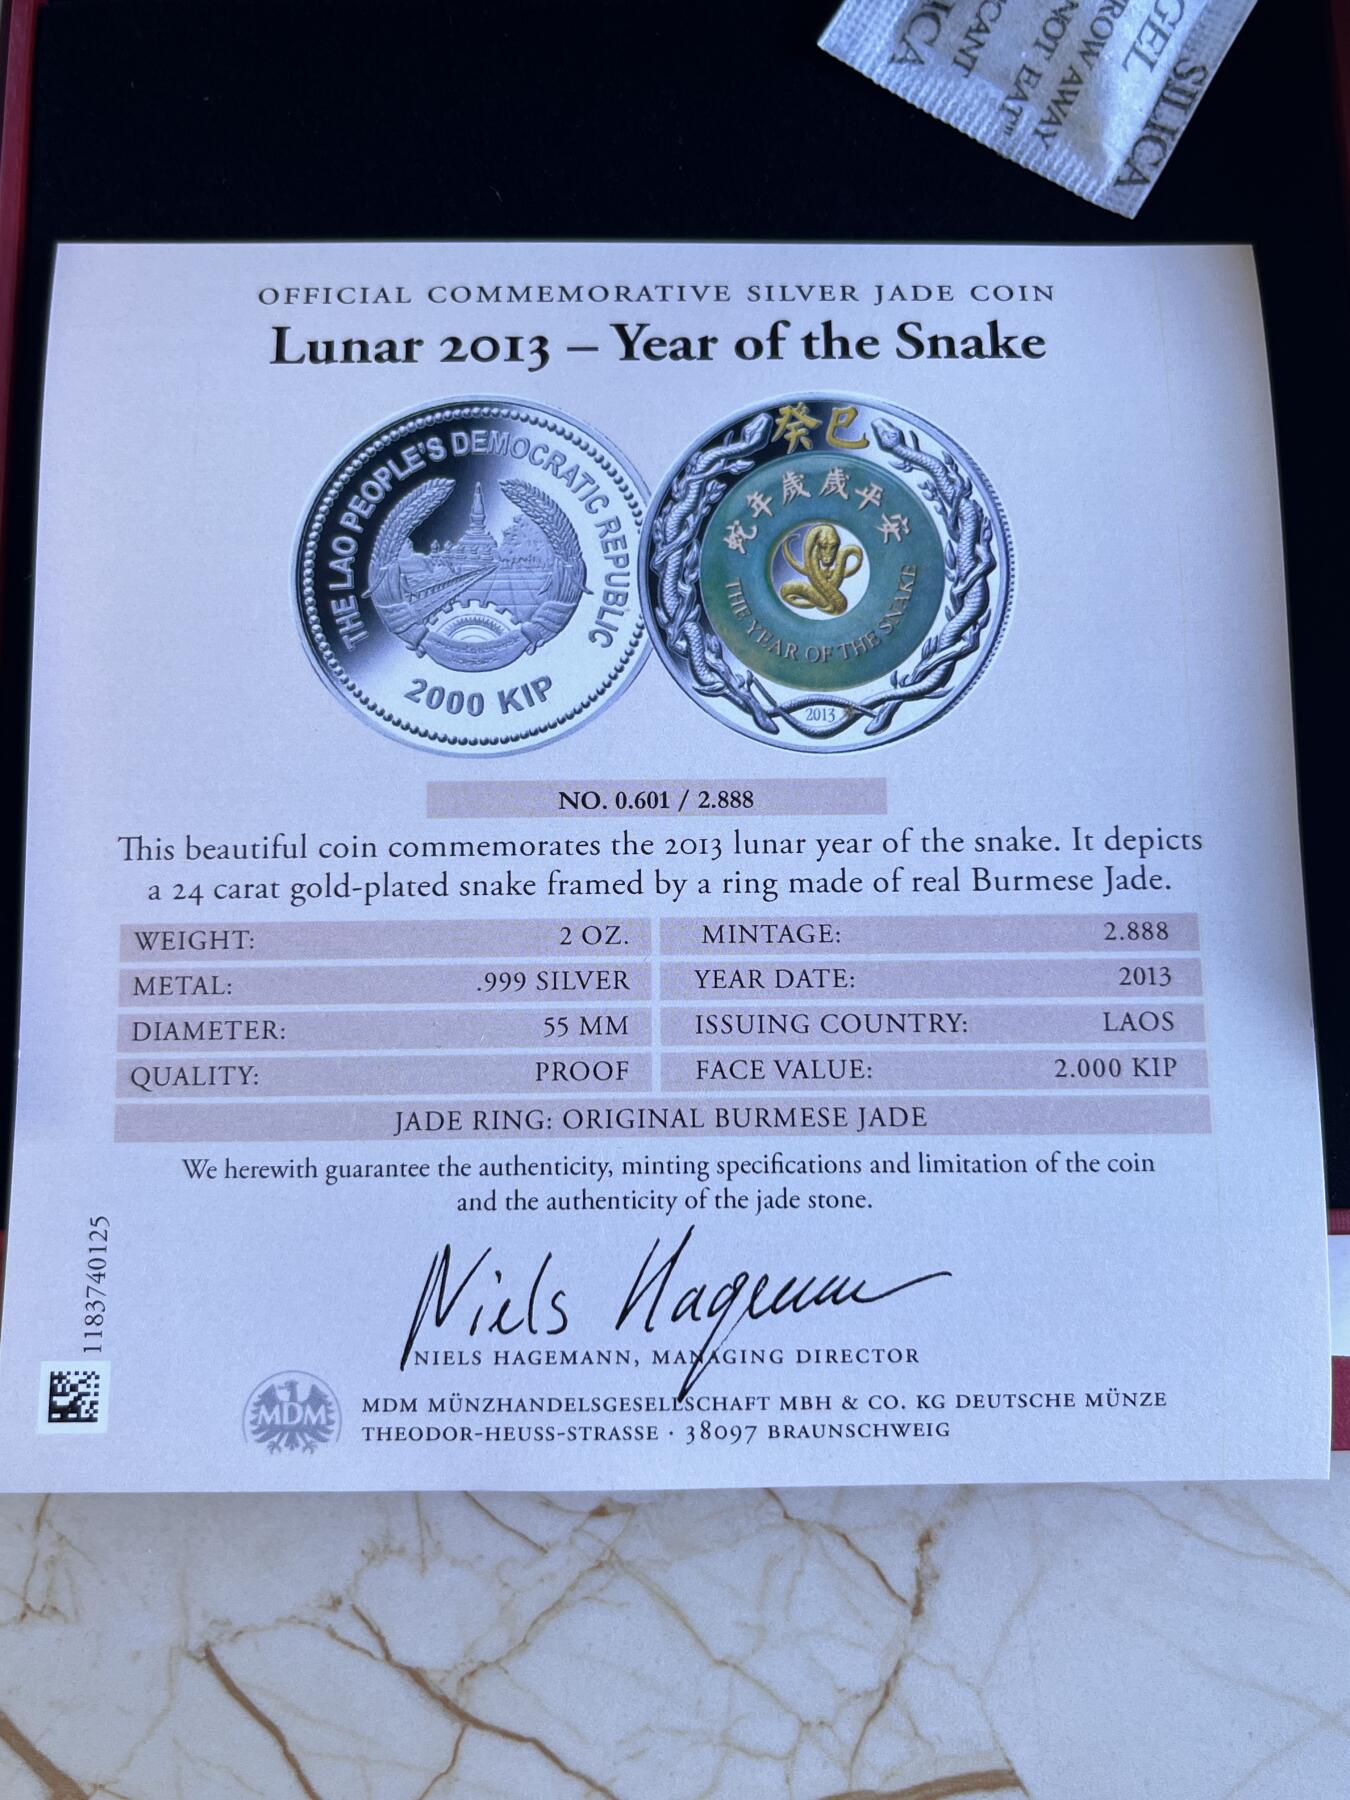 SILICA
GEL
"THROW AWAY
DO NOT EAT"
OFFICIAL COMMEMORATIVE SILVER JADE COIN
Lunar 2013 – Year of the Snake
THE LAO PEOPLE'S DEMOCRATIC REPUBLIC
2000 KIP
癸巳
蛇年歲歲平安
THE YEAR OF THE SNAKE
2013
NO. 0.601 / 2.888
This beautiful coin commemorates the 2013 lunar year of the snake. It depicts
a 24 carat gold-plated snake framed by a ring made of real Burmese Jade.
WEIGHT: 2 OZ. MINTAGE: 2.888
METAL: .999 SILVER YEAR DATE: 2013
DIAMETER: 55 MM ISSUING COUNTRY: LAOS
QUALITY: PROOF FACE VALUE: 2.000 KIP
JADE RING: ORIGINAL BURMESE JADE
We herewith guarantee the authenticity, minting specifications and limitation of the coin
and the authenticity of the jade stone.
1183740125
Niels Hagemann
NIELS HAGEMANN, MANAGING DIRECTOR
MDM
MDM MÜNZHANDELSGESELLSCHAFT MBH & CO. KG DEUTSCHE MÜNZE
THEODOR-HEUSS-STRASSE · 38097 BRAUNSCHWEIG